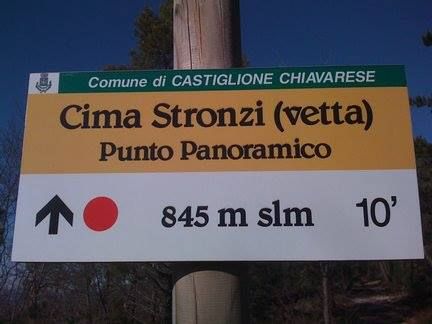 Comune di CASTIGLIONE CHIAVARESE
Cima Stronzi (vetta)
Punto Panoramico
845 m slm 10'